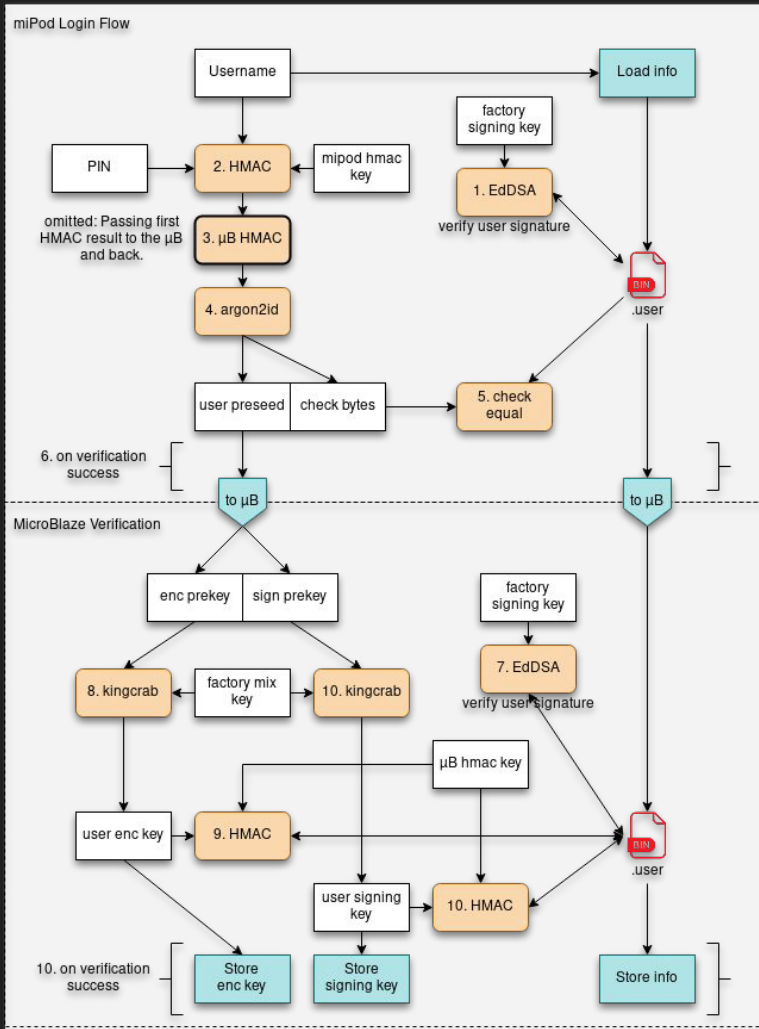 miPod Login Flow
Username
Load info
factory
signing key
PIN
2. HMAC
mipod hmac
key
1. EdDSA
verify user signature
omitted: Passing first
HMAC result to the µB
and back.
3. µB HMAC
BIN
.user
4. argon2id
user preseed
check bytes
5. check
equal
6. on verification
success
to µB
to µB
MicroBlaze Verification
enc prekey
sign prekey
factory
signing key
8. kingcrab
factory mix
key
10. kingcrab
7. EdDSA
verify user signature
µB hmac key
user enc key
9. HMAC
BIN
.user
user signing
key
10. HMAC
10. on verification
success
Store
enc key
Store
signing key
Store info